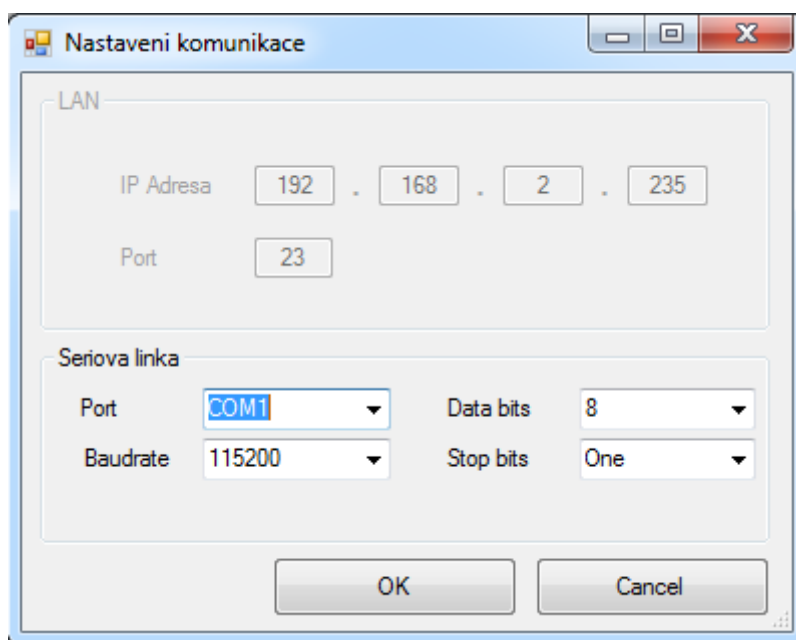 Nastaveni komunikace
LAN
IP Adresa 192 . 168 . 2 . 235
Port 23
Seriova linka
Port COM1 Data bits 8
Baudrate 115200 Stop bits One
OK Cancel